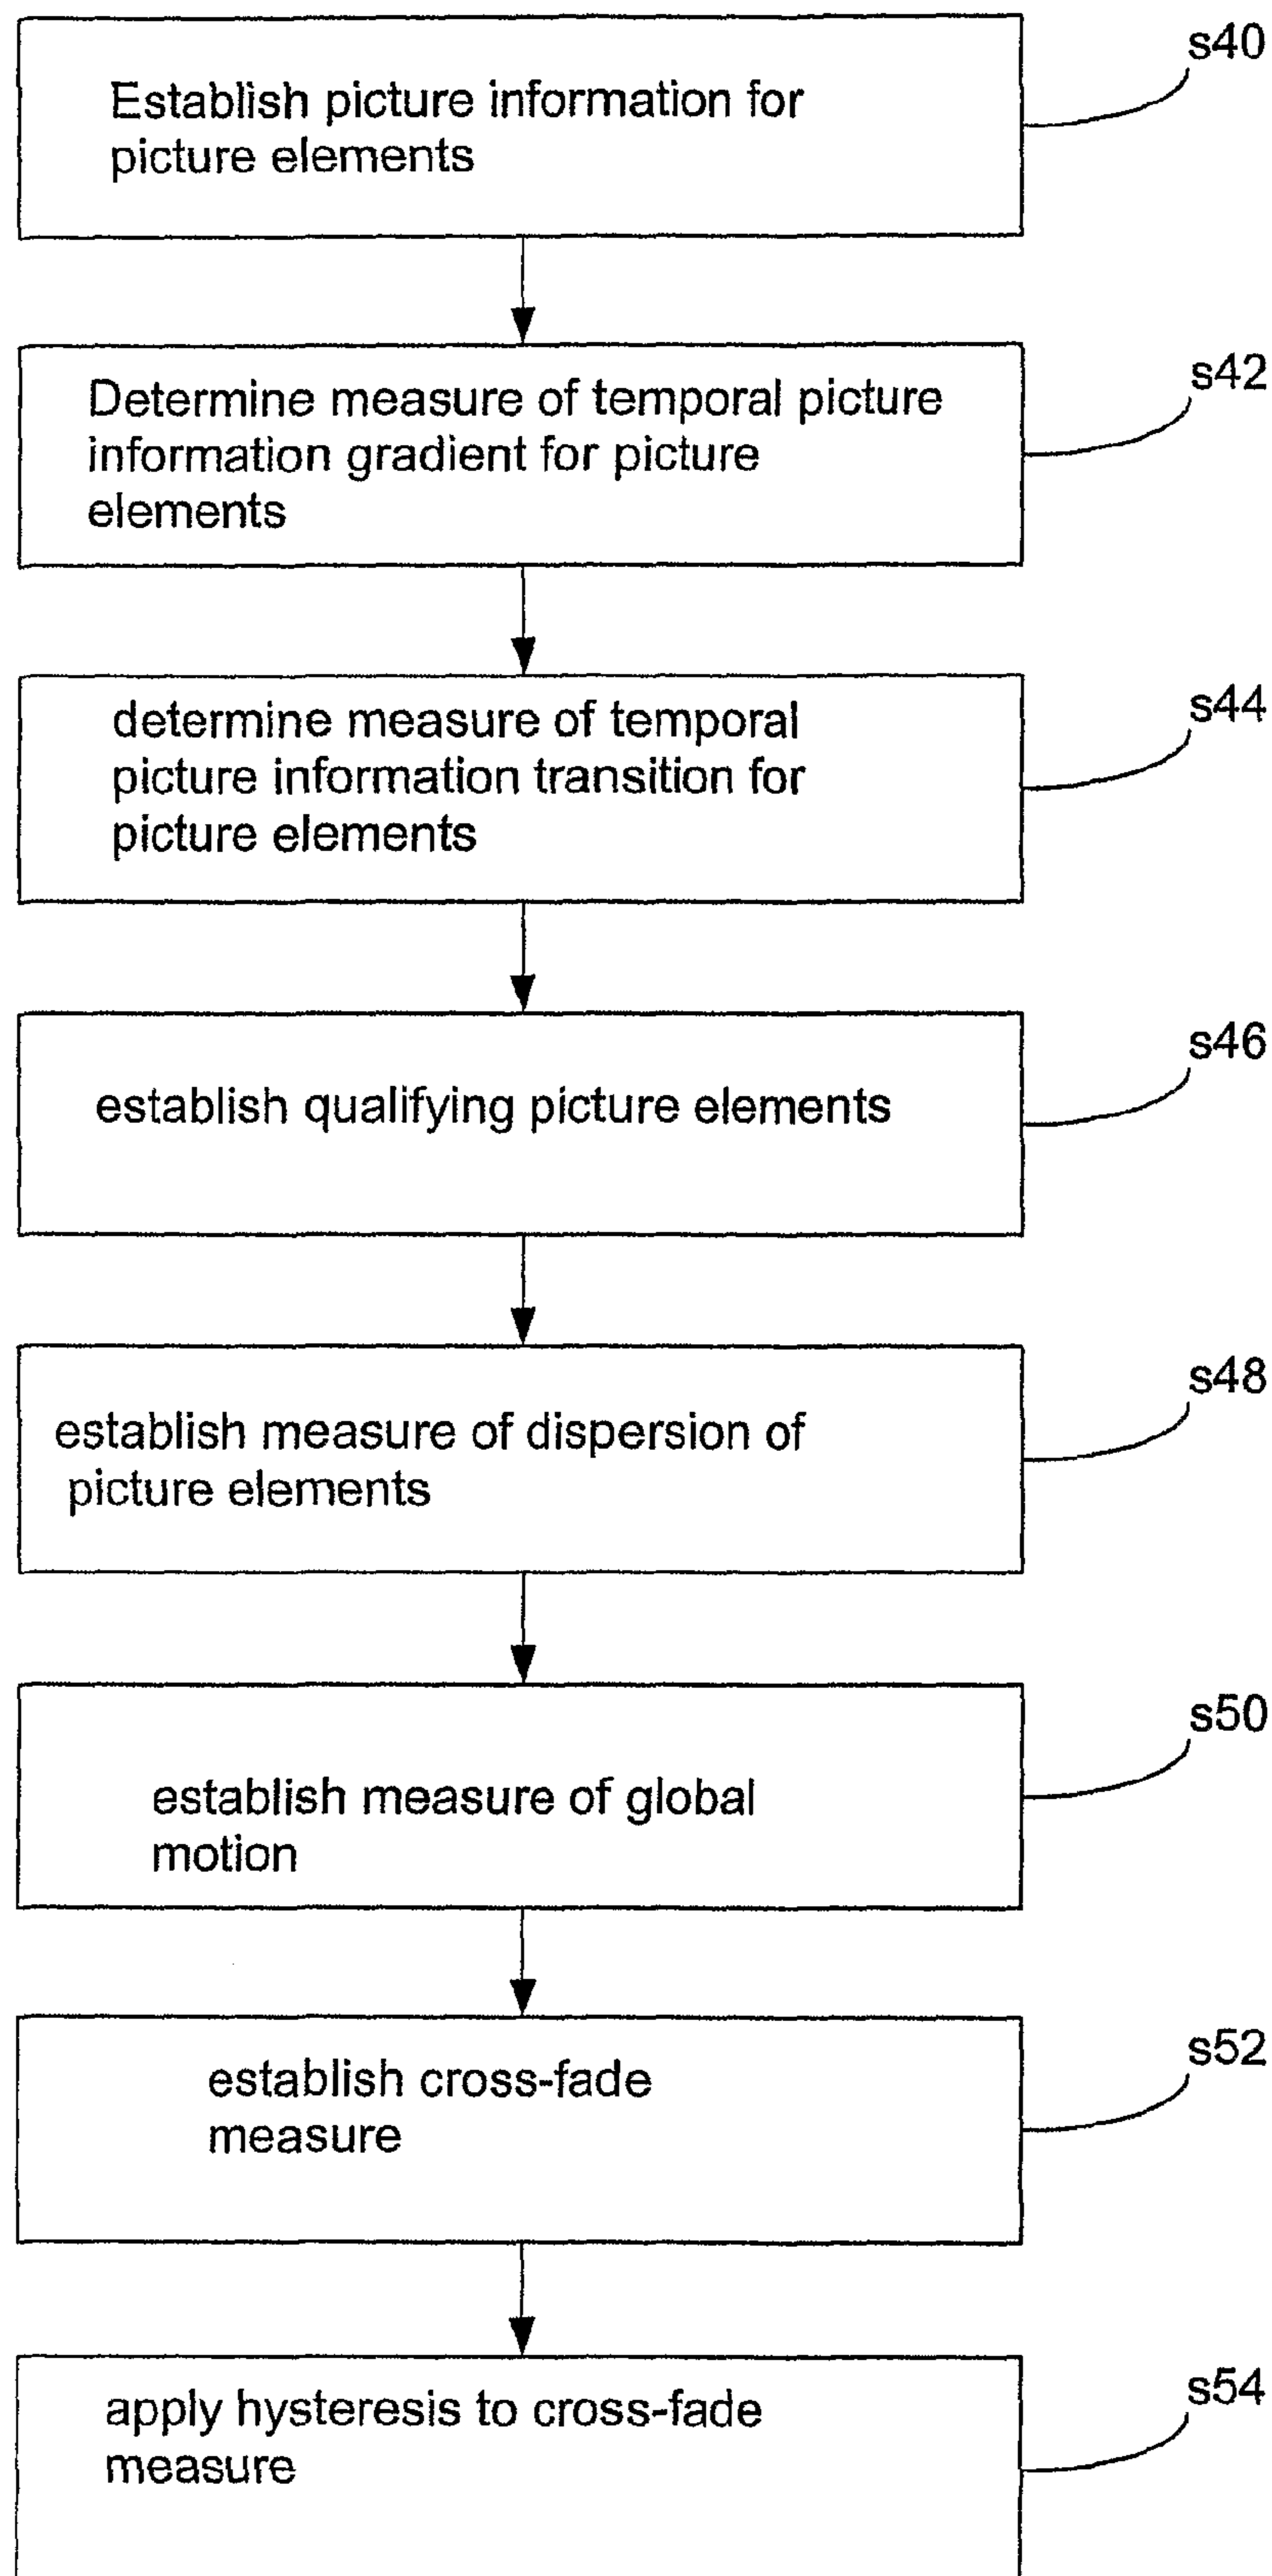 s40
Establish picture information for
picture elements
s42
Determine measure of temporal picture
information gradient for picture
elements
s44
determine measure of temporal
picture information transition for
picture elements
s46
establish qualifying picture elements
s48
establish measure of dispersion of
picture elements
s50
establish measure of global
motion
s52
establish cross-fade
measure
s54
apply hysteresis to cross-fade
measure